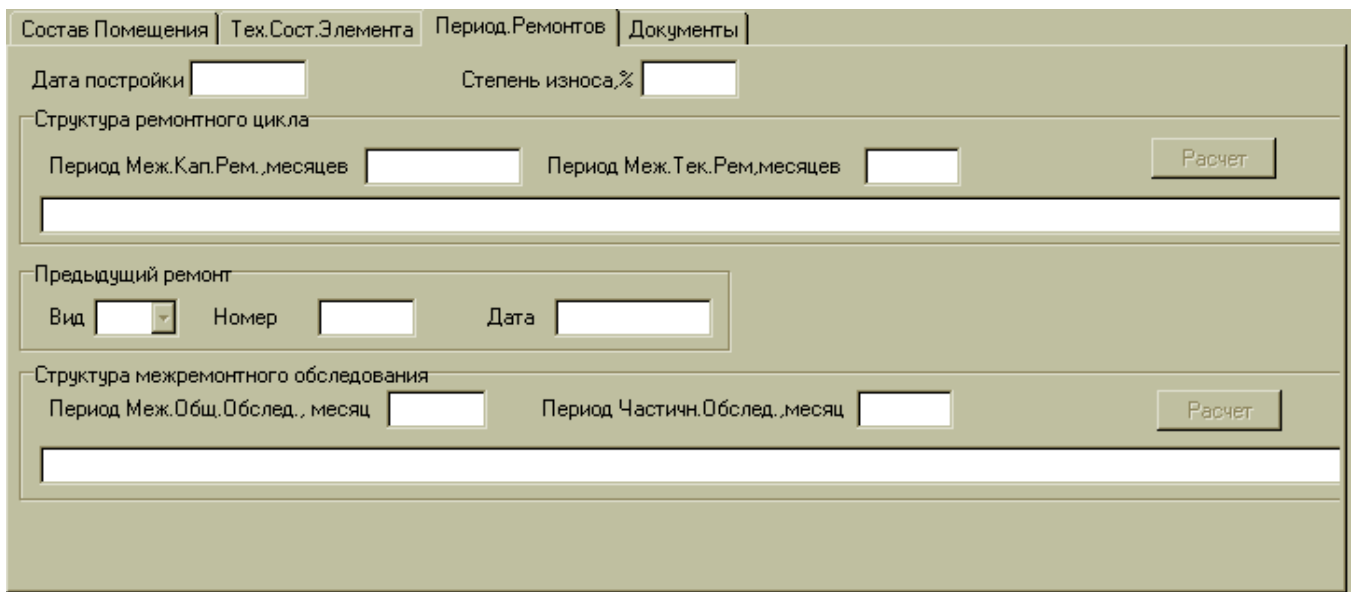 Состав Помещения Тех.Сост.Элемента Период.Ремонтов Документы
Дата постройки Степень износа,%
Структура ремонтного цикла
Период Меж.Кап.Рем.,месяцев Период Меж.Тек.Рем,месяцев Расчет
Предыдущий ремонт
Вид Номер Дата
Структура межремонтного обследования
Период Меж.Общ.Обслед., месяц Период Частичн.Обслед.,месяц Расчет